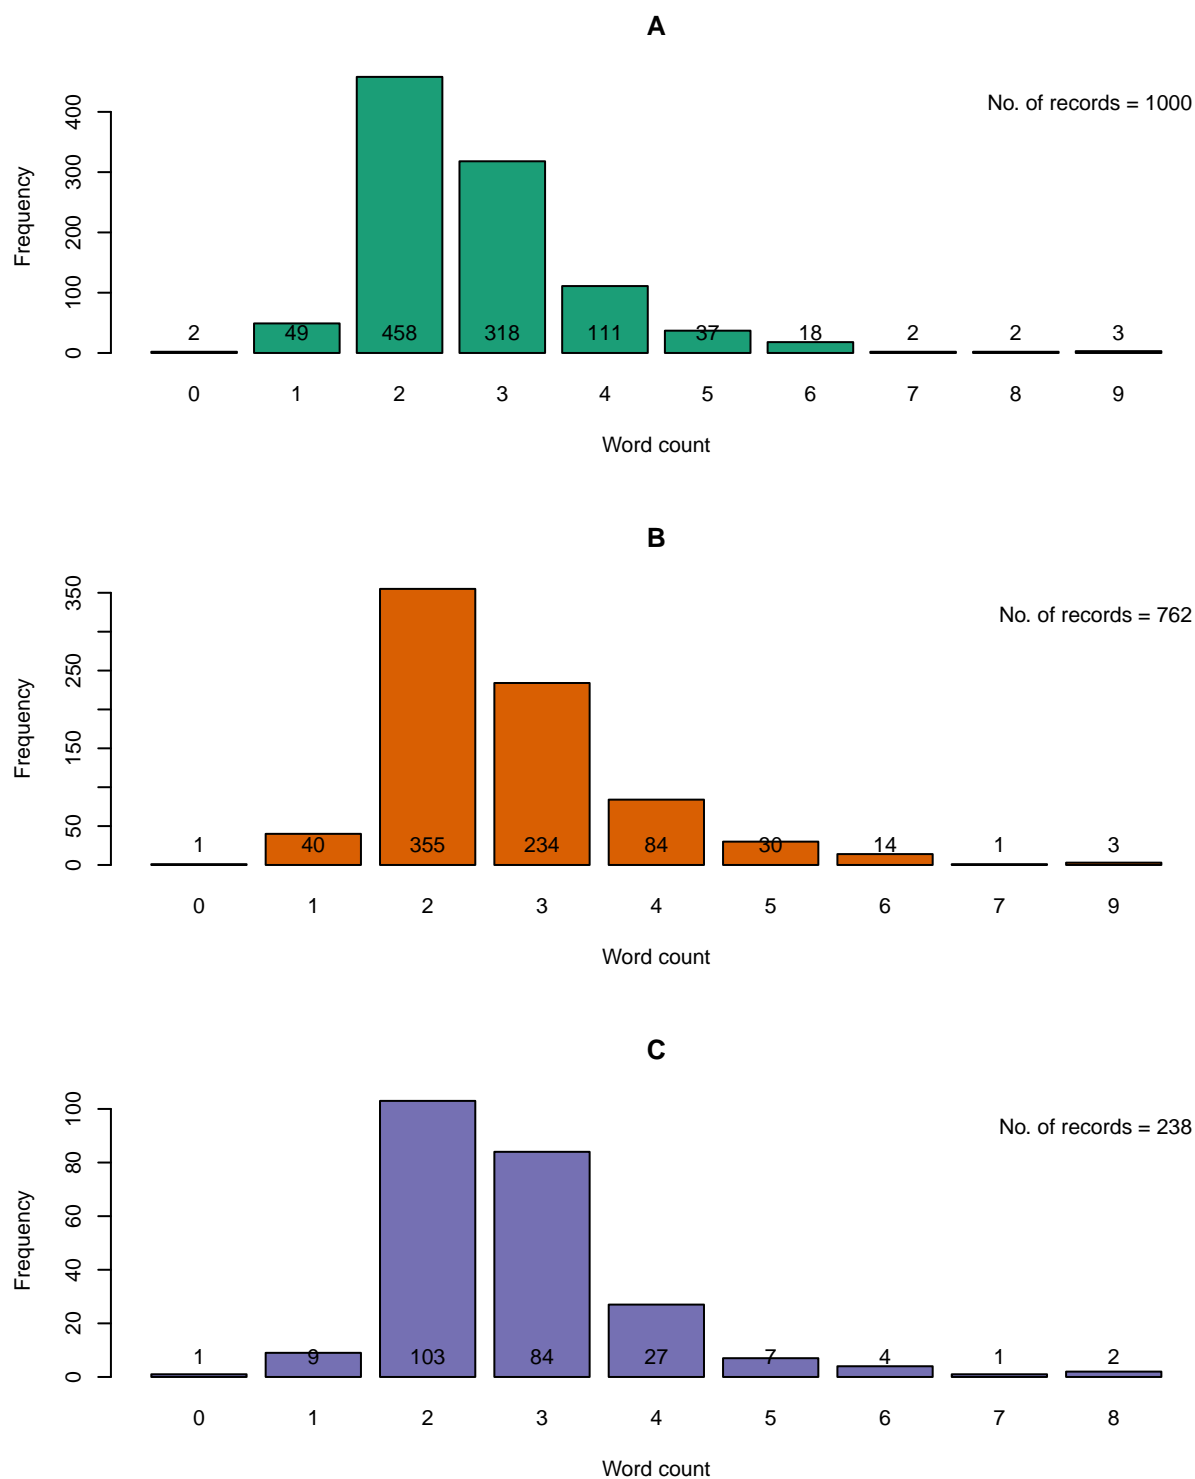 A
No. of records = 1000
Frequency
400
300
200
100
0
2 49 458 318 111 37 18 2 2 3
0 1 2 3 4 5 6 7 8 9
Word count
B
No. of records = 762
Frequency
350
250
150
50
0
1 40 355 234 84 30 14 1 3
0 1 2 3 4 5 6 7 9
Word count
C
No. of records = 238
Frequency
100
80
60
40
20
0
1 9 103 84 27 7 4 1 2
0 1 2 3 4 5 6 7 8
Word count